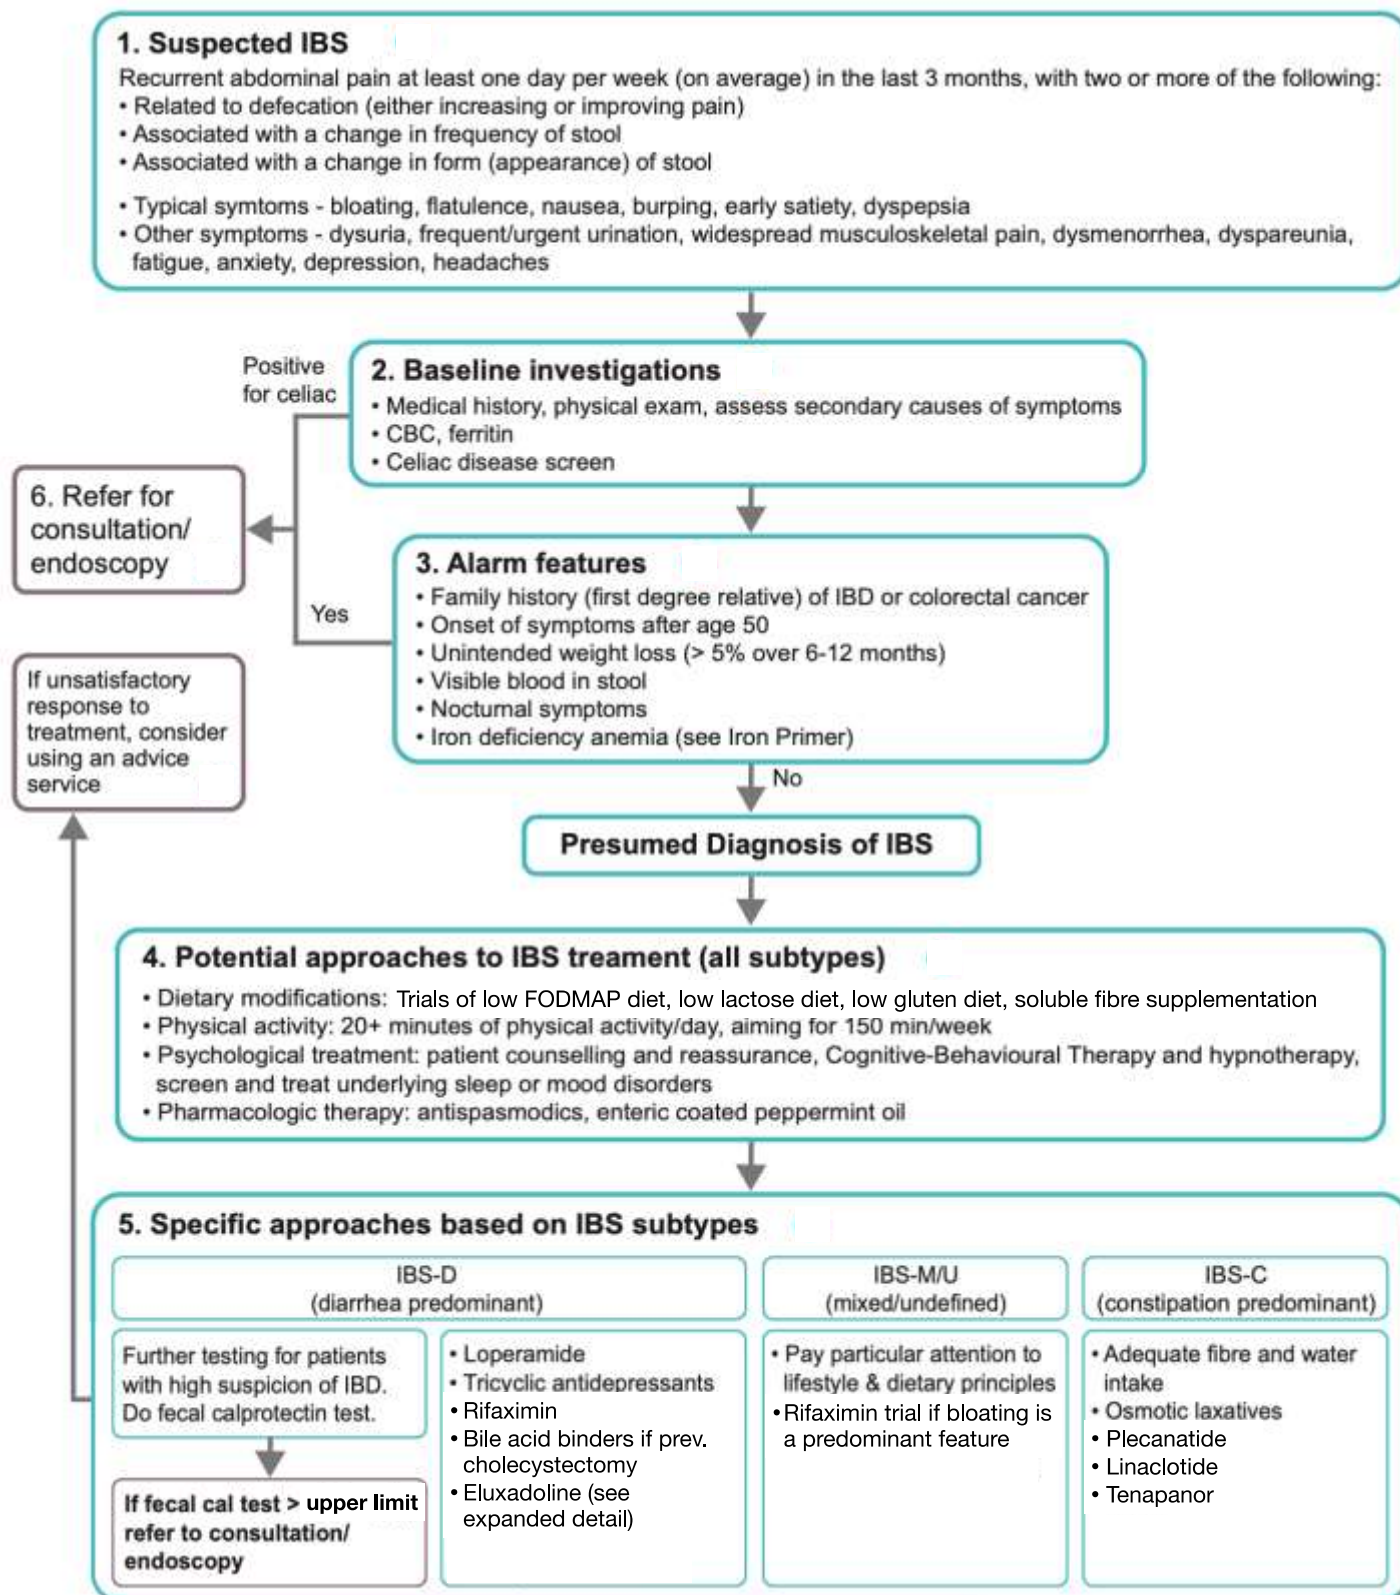 1. Suspected IBS
Recurrent abdominal pain at least one day per week (on average) in the last 3 months, with two or more of the following:
• Related to defecation (either increasing or improving pain)
• Associated with a change in frequency of stool
• Associated with a change in form (appearance) of stool
• Typical symtoms - bloating, flatulence, nausea, burping, early satiety, dyspepsia
• Other symptoms - dysuria, frequent/urgent urination, widespread musculoskeletal pain, dysmenorrhea, dyspareunia,
fatigue, anxiety, depression, headaches
Positive
for celiac
2. Baseline investigations
• Medical history, physical exam, assess secondary causes of symptoms
• CBC, ferritin
• Celiac disease screen
6. Refer for
consultation/
endoscopy
Yes
3. Alarm features
• Family history (first degree relative) of IBD or colorectal cancer
• Onset of symptoms after age 50
• Unintended weight loss (> 5% over 6-12 months)
• Visible blood in stool
• Nocturnal symptoms
• Iron deficiency anemia (see Iron Primer)
If unsatisfactory
response to
treatment, consider
using an advice
service
No
Presumed Diagnosis of IBS
4. Potential approaches to IBS treament (all subtypes)
• Dietary modifications: Trials of low FODMAP diet, low lactose diet, low gluten diet, soluble fibre supplementation
• Physical activity: 20+ minutes of physical activity/day, aiming for 150 min/week
• Psychological treatment: patient counselling and reassurance, Cognitive-Behavioural Therapy and hypnotherapy,
screen and treat underlying sleep or mood disorders
• Pharmacologic therapy: antispasmodics, enteric coated peppermint oil
5. Specific approaches based on IBS subtypes
IBS-D
(diarrhea predominant)
Further testing for patients
with high suspicion of IBD.
Do fecal calprotectin test.
If fecal cal test > upper limit
refer to consultation/
endoscopy
• Loperamide
• Tricyclic antidepressants
• Rifaximin
• Bile acid binders if prev.
cholecystectomy
• Eluxadoline (see
expanded detail)
IBS-M/U
(mixed/undefined)
• Pay particular attention to
lifestyle & dietary principles
• Rifaximin trial if bloating is
a predominant feature
IBS-C
(constipation predominant)
• Adequate fibre and water
intake
• Osmotic laxatives
• Plecanatide
• Linaclotide
• Tenapanor